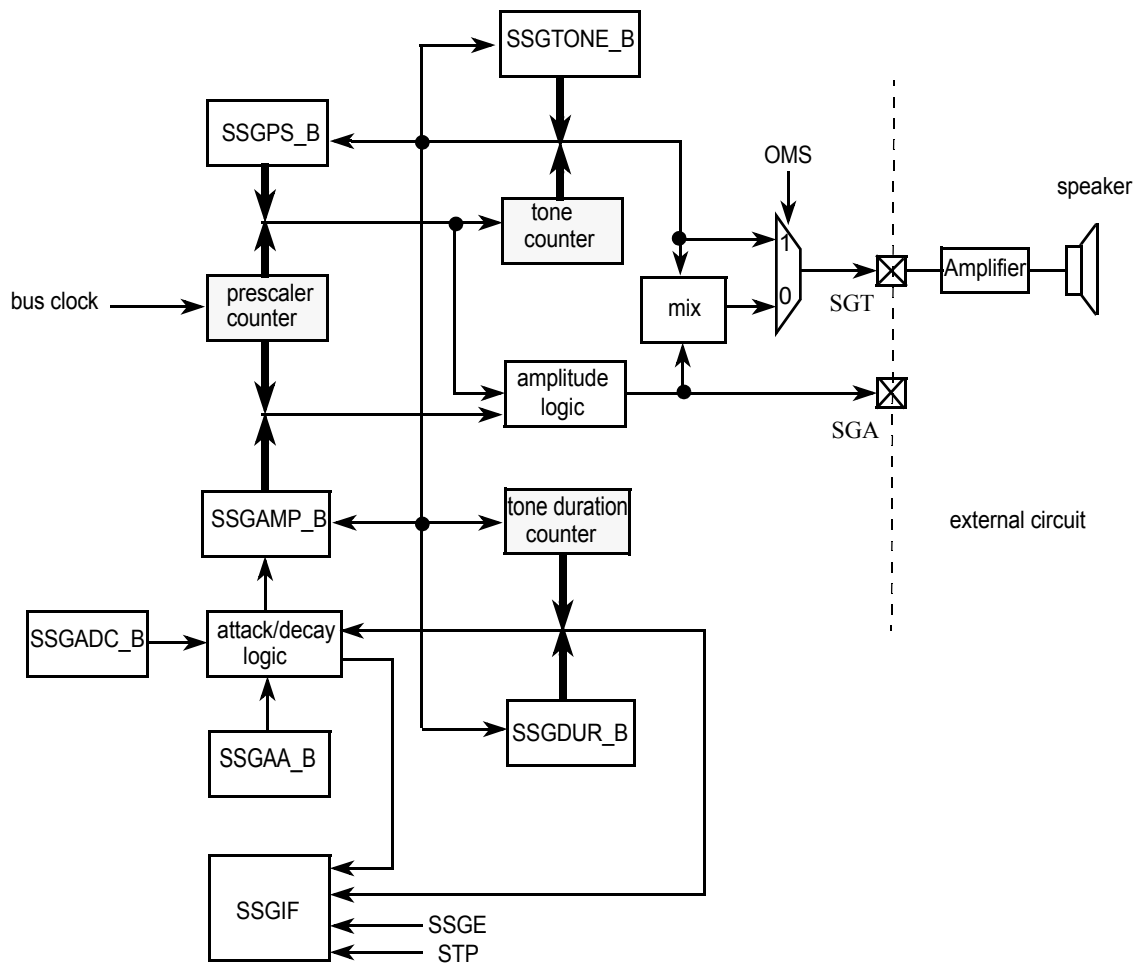 SSGTONE_B
SSGPS_B
OMS
speaker
tone
counter
1
bus clock
prescaler
counter
mix
0
SGT
Amplifier
amplitude
logic
SGA
SSGAMP_B
tone duration
counter
external circuit
SSGADC_B
attack/decay
logic
SSGDUR_B
SSGAA_B
SSGIF
SSGE
STP